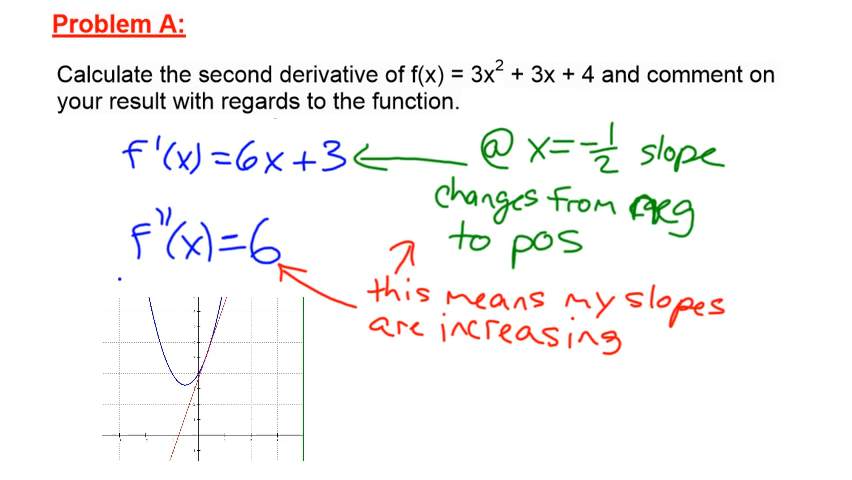 Problem A:
Calculate the second derivative of f(x) = 3x² + 3x + 4 and comment on
your result with regards to the function.
f'(x) = 6x + 3
@ x = -1/2 slope
changes from neg
to pos
f''(x) = 6
this means my slopes
are increasing